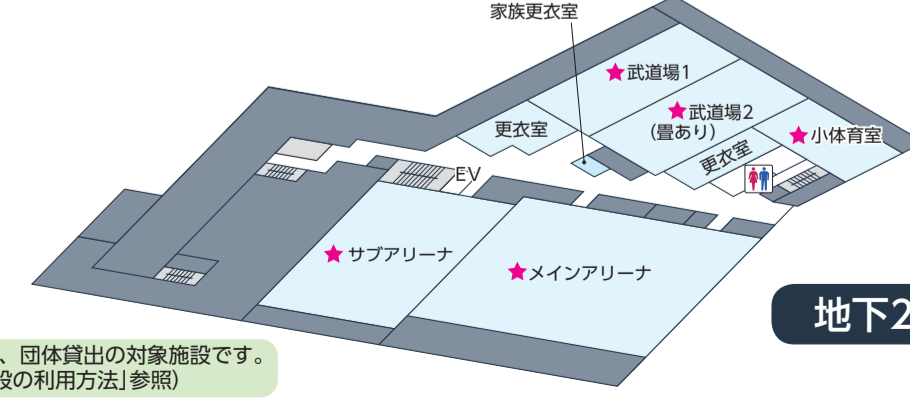 家族更衣室
★武道場1
★武道場2
(畳あり)
更衣室
★小体育室
更衣室
EV
★サブアリーナ
★メインアリーナ
地下2
、団体貸出の対象施設です。
設の利用方法」参照)